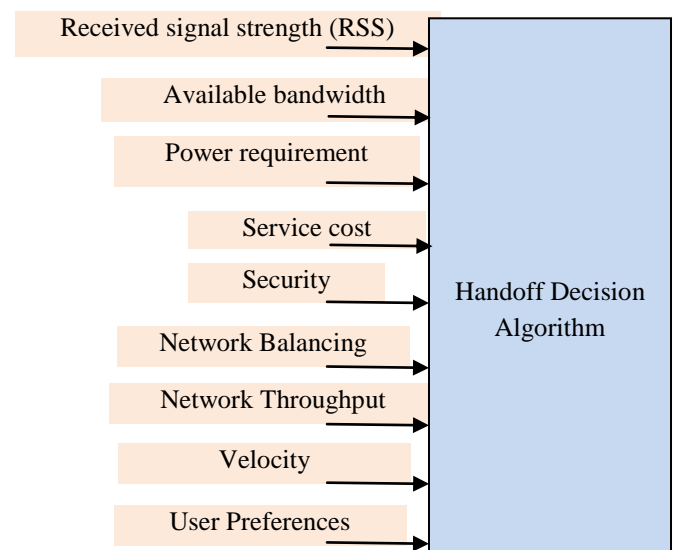 Received signal strength (RSS)
Available bandwidth
Power requirement
Service cost
Security
Network Balancing
Network Throughput
Velocity
User Preferences
Handoff Decision
Algorithm